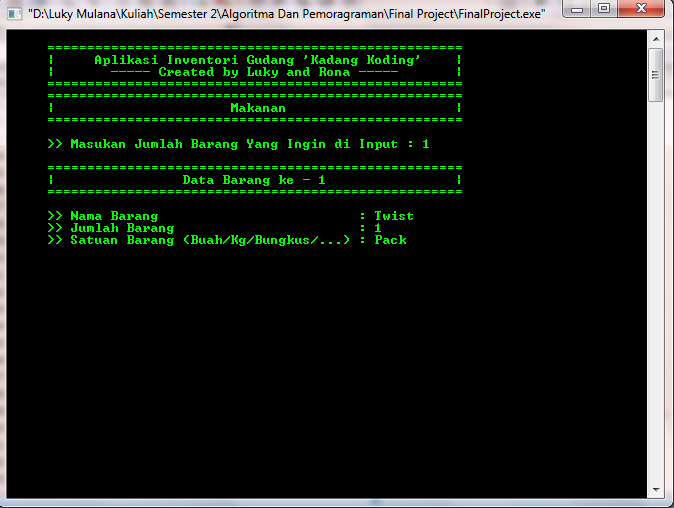 "D:\Luky Mulana\Kuliah\Semester 2\Algoritma Dan Pemoragraman\Final Project\FinalProject.exe"
====================================================
¦ Aplikasi Inventori Gudang 'Kadang Koding' ¦
¦ ----- Created by Luky and Rona ----- ¦
====================================================
====================================================
¦ Makanan ¦
====================================================
>> Masukan Jumlah Barang Yang Ingin di Input : 1
====================================================
¦ Data Barang ke - 1 ¦
====================================================
>> Nama Barang : Twist
>> Jumlah Barang : 1
>> Satuan Barang (Buah/Kg/Bungkus/...) : Pack